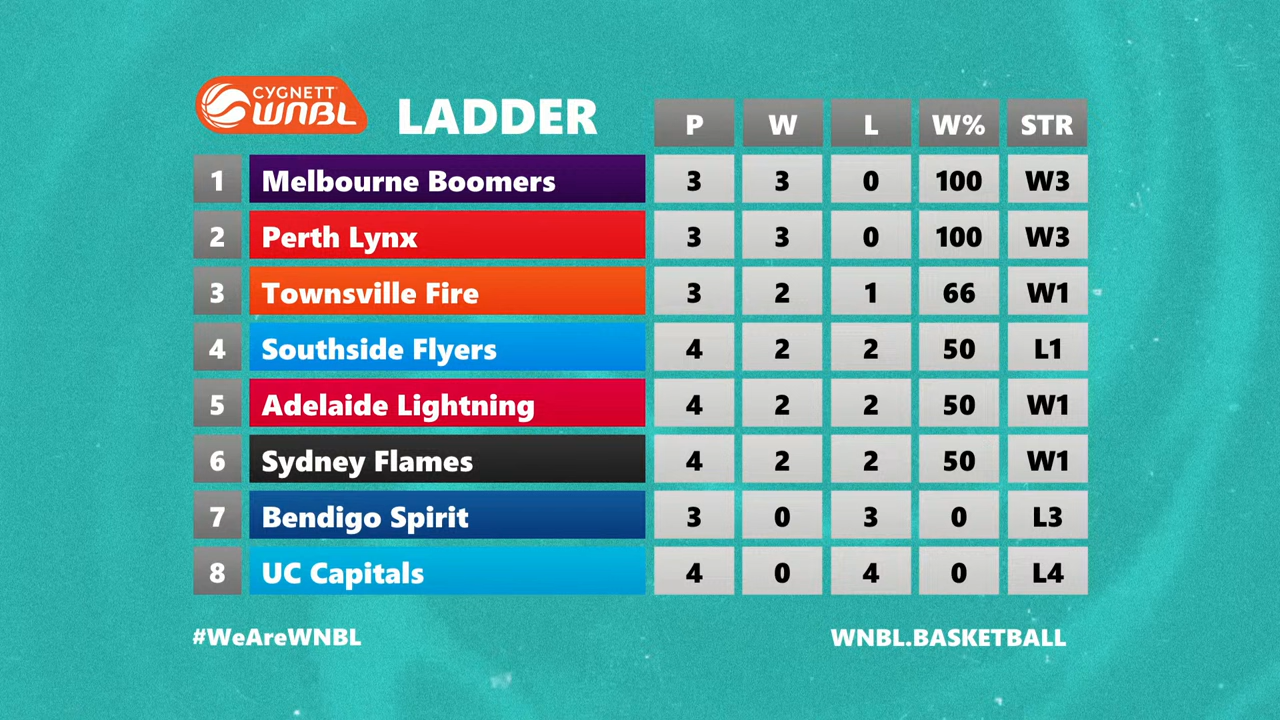 CYGNETT
WNBL
LADDER P W L W% STR
1 Melbourne Boomers 3 3 0 100 W3
2 Perth Lynx 3 3 0 100 W3
3 Townsville Fire 3 2 1 66 W1
4 Southside Flyers 4 2 2 50 L1
5 Adelaide Lightning 4 2 2 50 W1
6 Sydney Flames 4 2 2 50 W1
7 Bendigo Spirit 3 0 3 0 L3
8 UC Capitals 4 0 4 0 L4
#WeAreWNBL WNBL.BASKETBALL